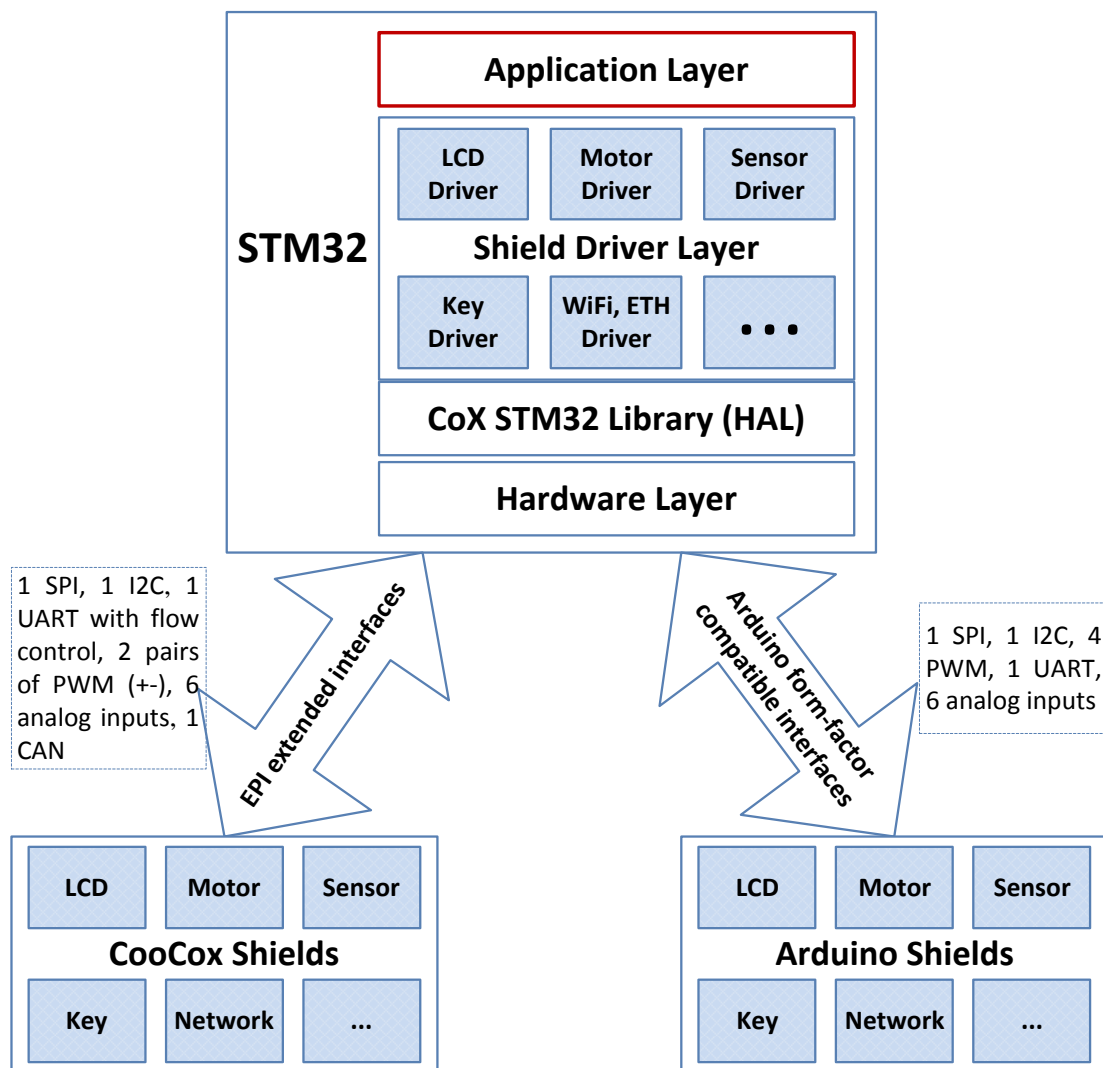 Application Layer
LCD
Driver
Motor
Driver
Sensor
Driver
STM32
Shield Driver Layer
Key
Driver
WiFi, ETH
Driver
...
CoX STM32 Library (HAL)
Hardware Layer
1 SPI, 1 I2C, 1
UART with flow
control, 2 pairs
of PWM (+-), 6
analog inputs, 1
CAN
EPI extended interfaces
Arduino form-factor
compatible interfaces
1 SPI, 1 I2C, 4
PWM, 1 UART,
6 analog inputs
LCD
Motor
Sensor
CooCox Shields
Key
Network
...
LCD
Motor
Sensor
Arduino Shields
Key
Network
...